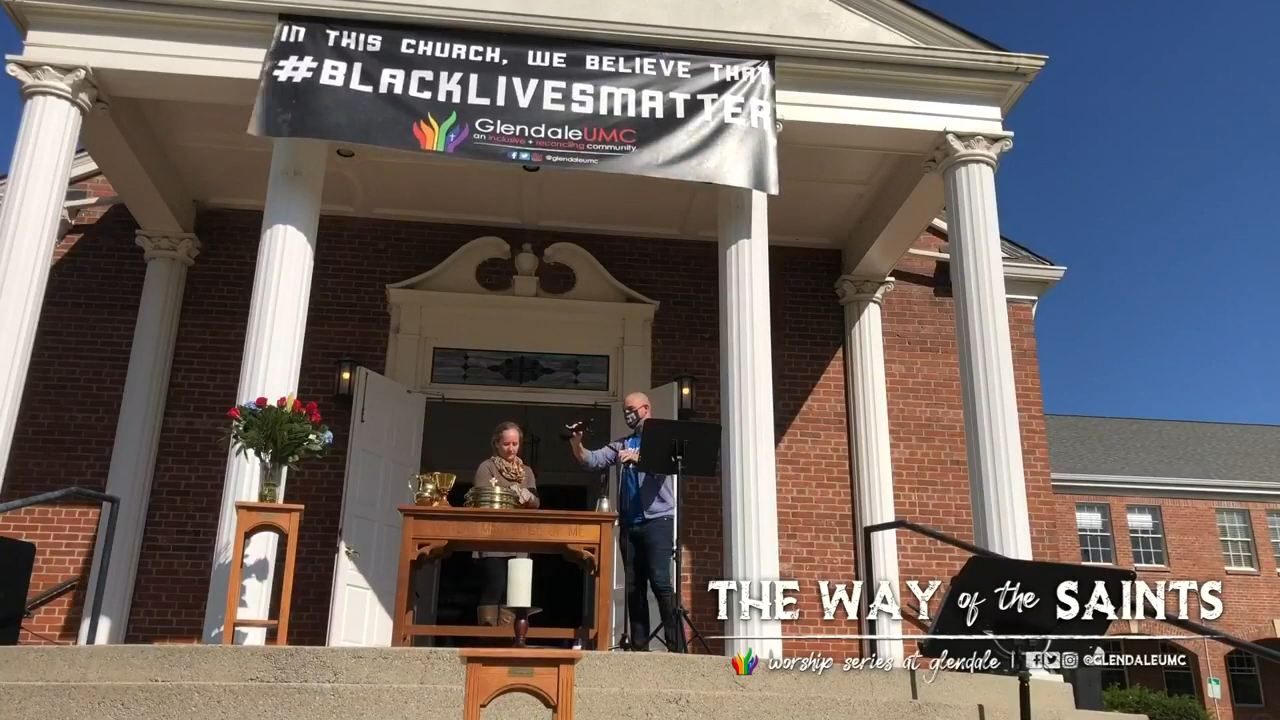 IN THIS CHURCH, WE BELIEVE THAT
#BLACKLIVESMATTER
GlendaleUMC
an inclusive + reconciling community
@glendaleumc
THE WAY of the SAINTS
worship series at glendale | @GLENDALEUMC